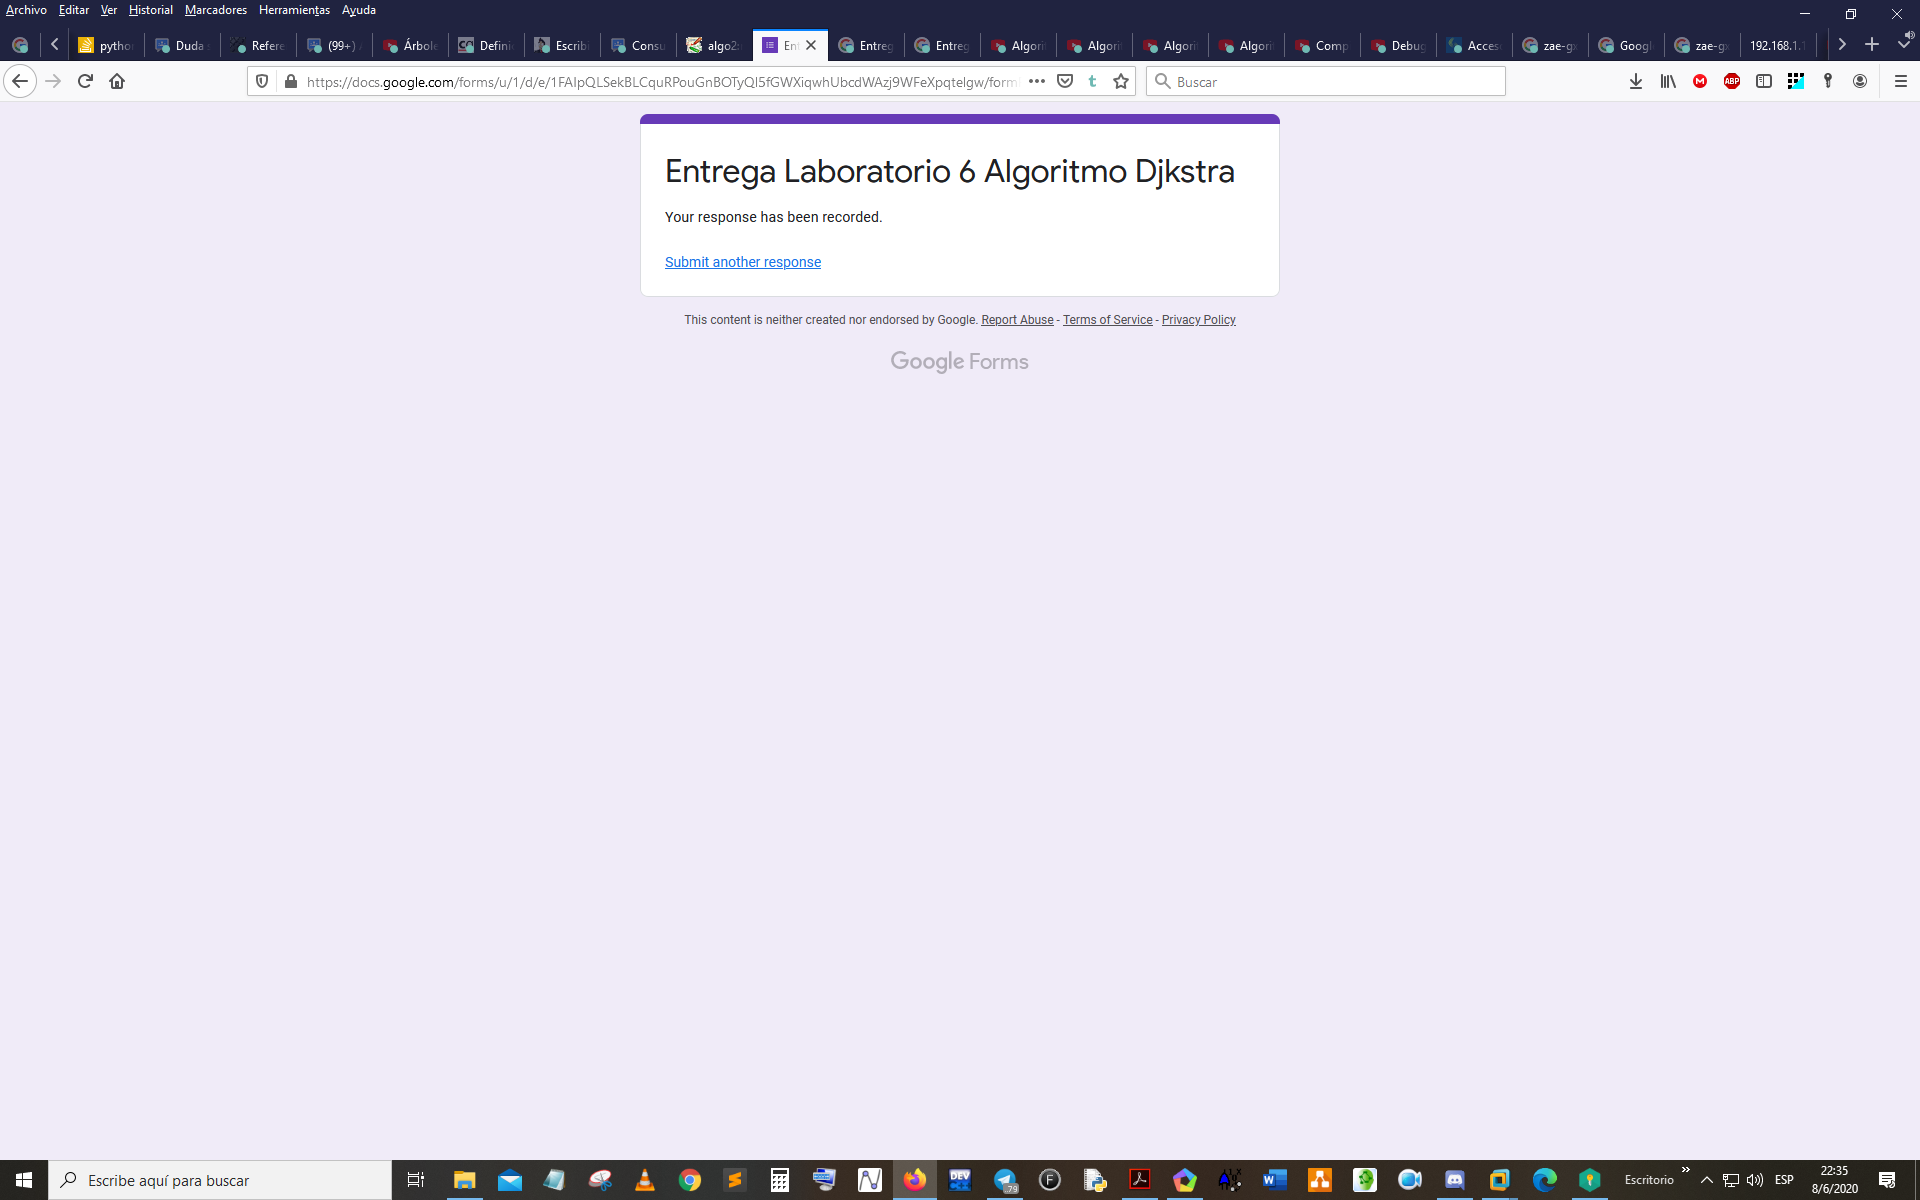 Archivo Editar Ver Historial Marcadores Herramientas Ayuda
pytho Duda Refere (99+) Árbole Defini Escrib Consu algo2 En Entreg Entreg Algori Algori Algori Algori Comp Debug Acces zae-gx Googl zae-gx 192.168.1.1
https://docs.google.com/forms/u/1/d/e/1FAIpQLSekBLCquRPouGnBOTyQI5fGWXiqwhUbcdWAzj9WFeXpqtelgw/form
Buscar
Entrega Laboratorio 6 Algoritmo Djkstra
Your response has been recorded.
Submit another response
This content is neither created nor endorsed by Google. Report Abuse - Terms of Service - Privacy Policy
Google Forms
Escribe aquí para buscar
DEV
79
Escritorio
ESP
22:35
8/6/2020